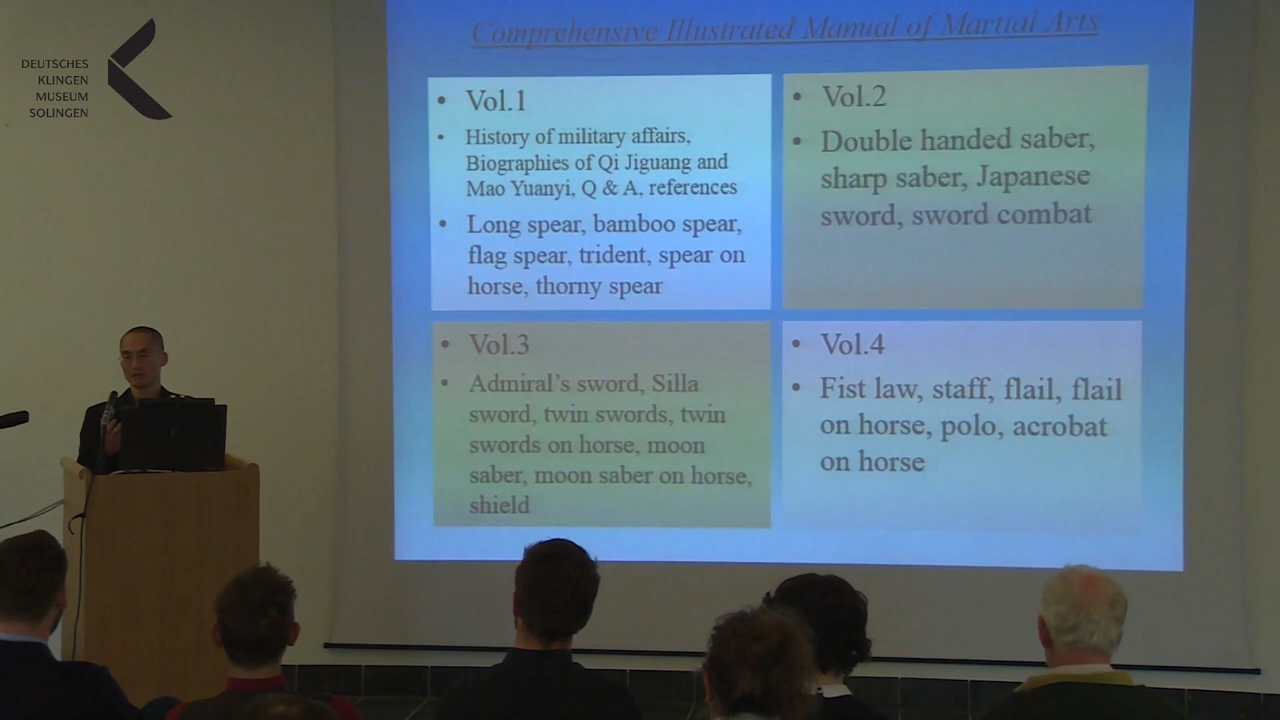 DEUTSCHES
KLINGEN
MUSEUM
SOLINGEN
Comprehensive Illustrated Manual of Martial Arts
• Vol.1
• History of military affairs,
Biographies of Qi Jiguang and
Mao Yuanyi, Q & A, references
• Long spear, bamboo spear,
flag spear, trident, spear on
horse, thorny spear
• Vol.2
• Double handed saber,
sharp saber, Japanese
sword, sword combat
• Vol.3
• Admiral's sword, Silla
sword, twin swords, twin
swords on horse, moon
saber, moon saber on horse,
shield
• Vol.4
• Fist law, staff, flail, flail
on horse, polo, acrobat
on horse